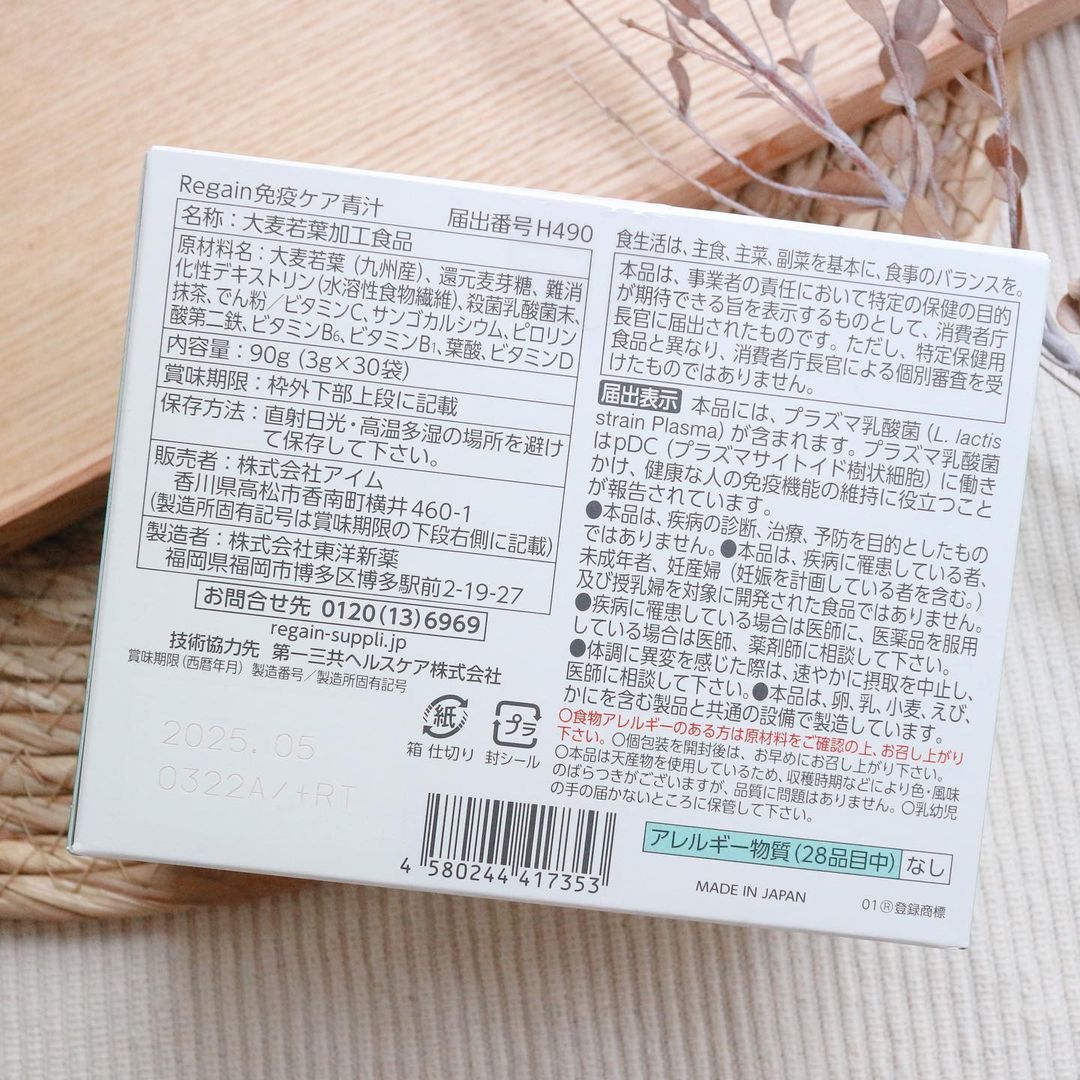 Regain免疫ケア青汁 届出番号H490
名称：大麦若葉加工食品
原材料名：大麦若葉（九州産）、還元麦芽糖、難消
化性デキストリン(水溶性食物繊維)、殺菌乳酸菌末、
抹茶、でん粉／ビタミンC、サンゴカルシウム、ピロリン
酸第二鉄、ビタミンB₆、ビタミンB₁、葉酸、ビタミンD
内容量：90g (3g×30袋)
賞味期限：枠外下部上段に記載
保存方法：直射日光・高温多湿の場所を避け
て保存して下さい。
販売者：株式会社アイム
香川県高松市香南町横井460-1
(製造所固有記号は賞味期限の下段右側に記載)
製造者：株式会社東洋新薬
福岡県福岡市博多区博多駅前2-19-27
お問合せ先 0120(13)6969
regain-suppli.jp
技術協力先 第一三共ヘルスケア株式会社
賞味期限(西暦年月) 製造番号／製造所固有記号
2025.05
0322A/+RT
紙
箱 仕切り
プラ
封シール
4 580244 417353
食生活は、主食、主菜、副菜を基本に、食事のバランスを。
本品は、事業者の責任において特定の保健の目的
が期待できる旨を表示するものとして、消費者庁
長官に届出されたものです。ただし、特定保健用
食品と異なり、消費者庁長官による個別審査を受
けたものではありません。
届出表示 本品には、プラズマ乳酸菌 (L. lactis
strain Plasma) が含まれます。プラズマ乳酸菌
はpDC (プラズマサイトイド樹状細胞) に働き
かけ、健康な人の免疫機能の維持に役立つこと
が報告されています。
●本品は、疾病の診断、治療、予防を目的としたもの
ではありません。●本品は、疾病に罹患している者、
未成年者、妊産婦 (妊娠を計画している者を含む。)
及び授乳婦を対象に開発された食品ではありません。
●疾病に罹患している場合は医師に、医薬品を服用
している場合は医師、薬剤師に相談して下さい。
●体調に異変を感じた際は、速やかに摂取を中止し、
医師に相談して下さい。●本品は、卵、乳、小麦、えび、
かにを含む製品と共通の設備で製造しています。
〇食物アレルギーのある方は原材料をご確認の上、お召し上がり
下さい。〇個包装を開封後は、お早めにお召し上がり下さい。
〇本品は天産物を使用しているため、収穫時期などにより色・風味
のばらつきがございますが、品質に問題はありません。〇乳幼児
の手の届かないところに保管して下さい。
アレルギー物質(28品目中) なし
MADE IN JAPAN
01 Ⓡ登録商標